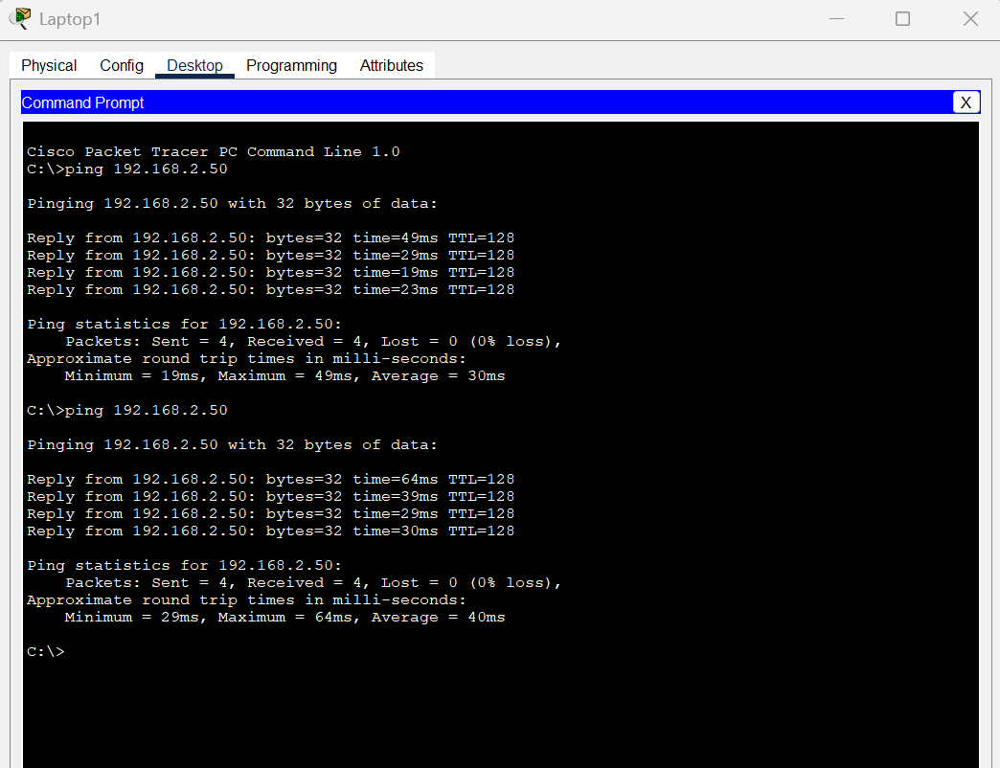 Laptop1
Physical Config Desktop Programming Attributes
Command Prompt X
Cisco Packet Tracer PC Command Line 1.0
C:\>ping 192.168.2.50
Pinging 192.168.2.50 with 32 bytes of data:
Reply from 192.168.2.50: bytes=32 time=49ms TTL=128
Reply from 192.168.2.50: bytes=32 time=29ms TTL=128
Reply from 192.168.2.50: bytes=32 time=19ms TTL=128
Reply from 192.168.2.50: bytes=32 time=23ms TTL=128
Ping statistics for 192.168.2.50:
    Packets: Sent = 4, Received = 4, Lost = 0 (0% loss),
Approximate round trip times in milli-seconds:
    Minimum = 19ms, Maximum = 49ms, Average = 30ms
C:\>ping 192.168.2.50
Pinging 192.168.2.50 with 32 bytes of data:
Reply from 192.168.2.50: bytes=32 time=64ms TTL=128
Reply from 192.168.2.50: bytes=32 time=39ms TTL=128
Reply from 192.168.2.50: bytes=32 time=29ms TTL=128
Reply from 192.168.2.50: bytes=32 time=30ms TTL=128
Ping statistics for 192.168.2.50:
    Packets: Sent = 4, Received = 4, Lost = 0 (0% loss),
Approximate round trip times in milli-seconds:
    Minimum = 29ms, Maximum = 64ms, Average = 40ms
C:\>